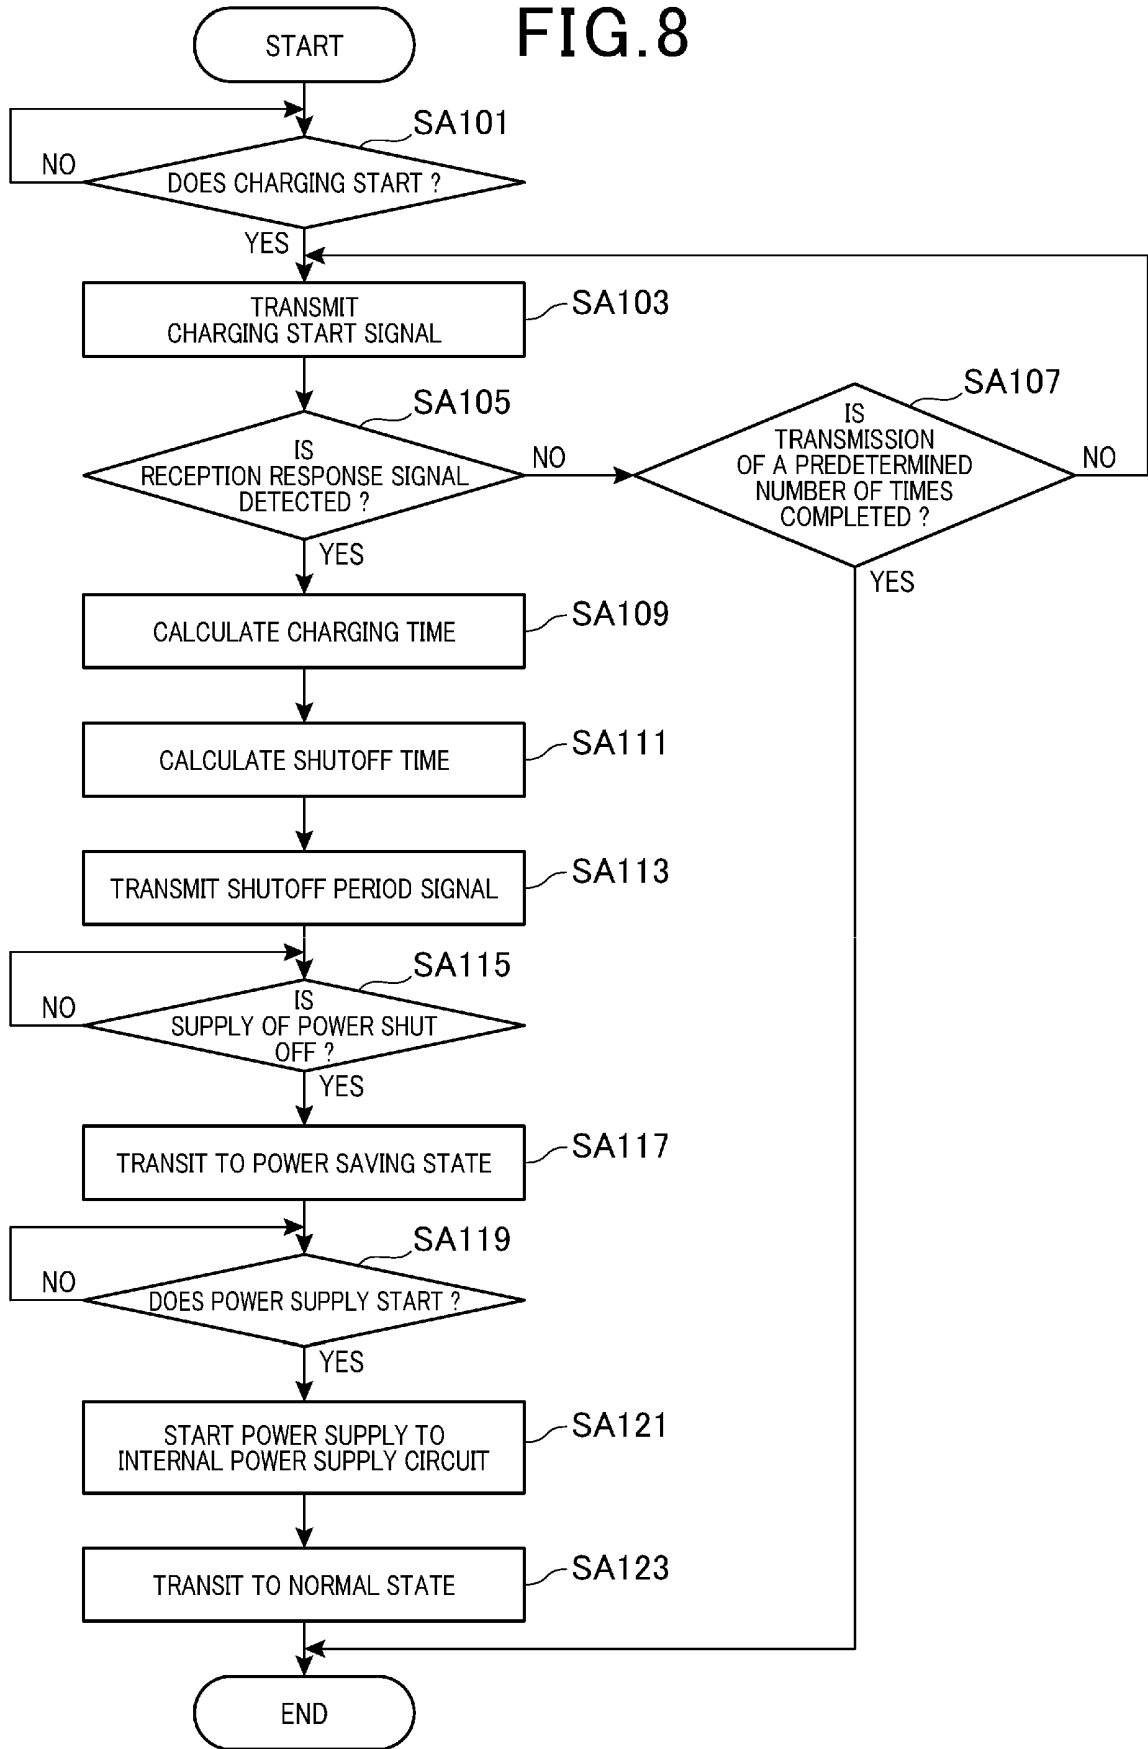 FIG.8
START
SA101
NO
DOES CHARGING START ?
YES
TRANSMIT
CHARGING START SIGNAL
SA103
SA105
IS
RECEPTION RESPONSE SIGNAL
DETECTED ?
NO
YES
SA107
IS
TRANSMISSION
OF A PREDETERMINED
NUMBER OF TIMES
COMPLETED ?
NO
YES
CALCULATE CHARGING TIME
SA109
CALCULATE SHUTOFF TIME
SA111
TRANSMIT SHUTOFF PERIOD SIGNAL
SA113
SA115
NO
IS
SUPPLY OF POWER SHUT
OFF ?
YES
TRANSIT TO POWER SAVING STATE
SA117
SA119
NO
DOES POWER SUPPLY START ?
YES
START POWER SUPPLY TO
INTERNAL POWER SUPPLY CIRCUIT
SA121
TRANSIT TO NORMAL STATE
SA123
END